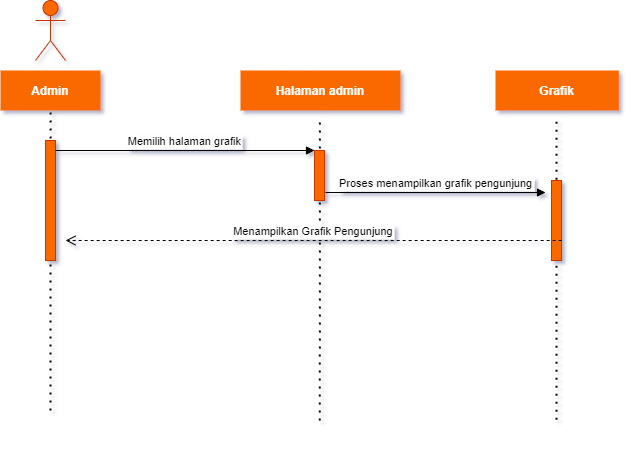 Admin
Halaman admin
Grafik
Memilih halaman grafik
Proses menampilkan grafik pengunjung
Menampilkan Grafik Pengunjung